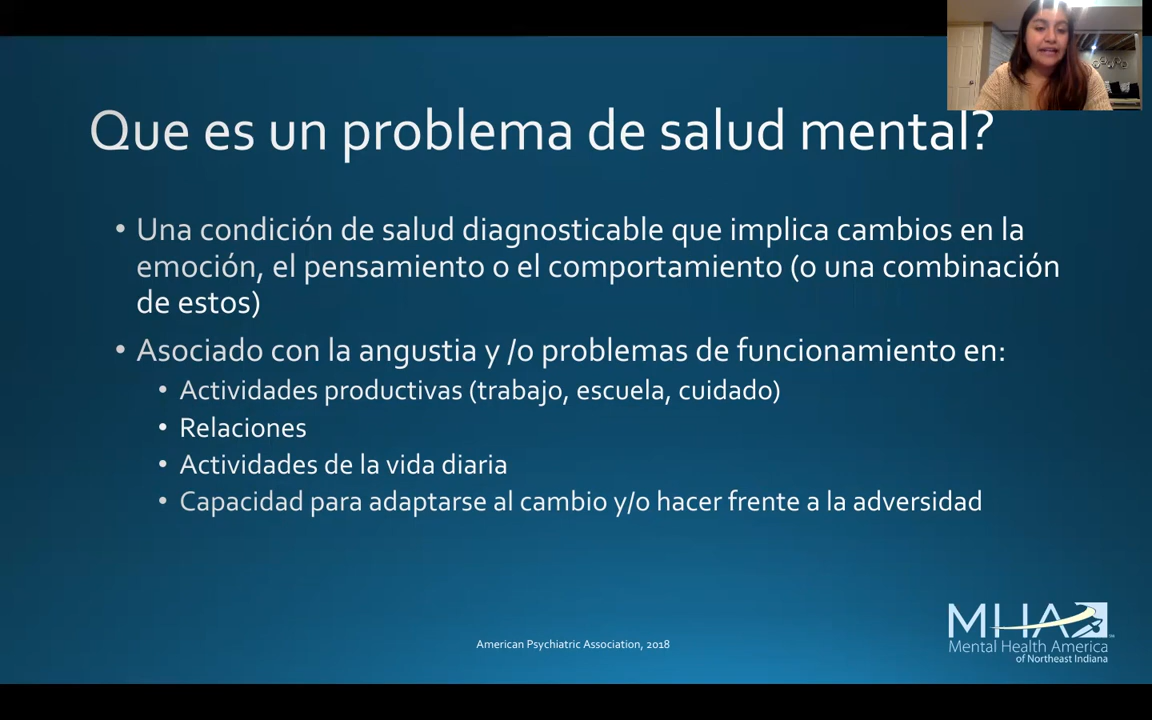 Que es un problema de salud mental?
• Una condición de salud diagnosticable que implica cambios en la
emoción, el pensamiento o el comportamiento (o una combinación
de estos)
• Asociado con la angustia y /o problemas de funcionamiento en:
• Actividades productivas (trabajo, escuela, cuidado)
• Relaciones
• Actividades de la vida diaria
• Capacidad para adaptarse al cambio y/o hacer frente a la adversidad
American Psychiatric Association, 2018
MHA
Mental Health America
of Northeast Indiana